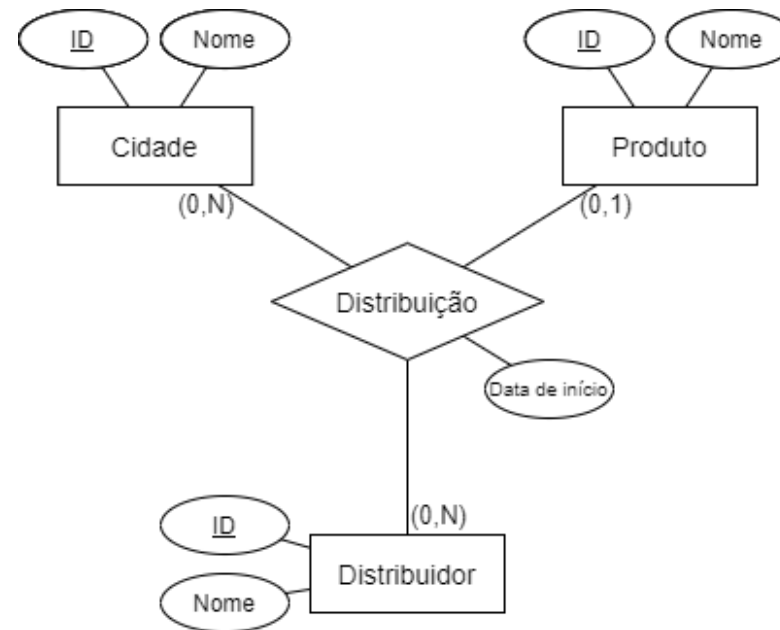 ID
Nome
ID
Nome
Cidade
Produto
(0,N)
(0,1)
Distribuição
Data de início
(0,N)
ID
Distribuidor
Nome